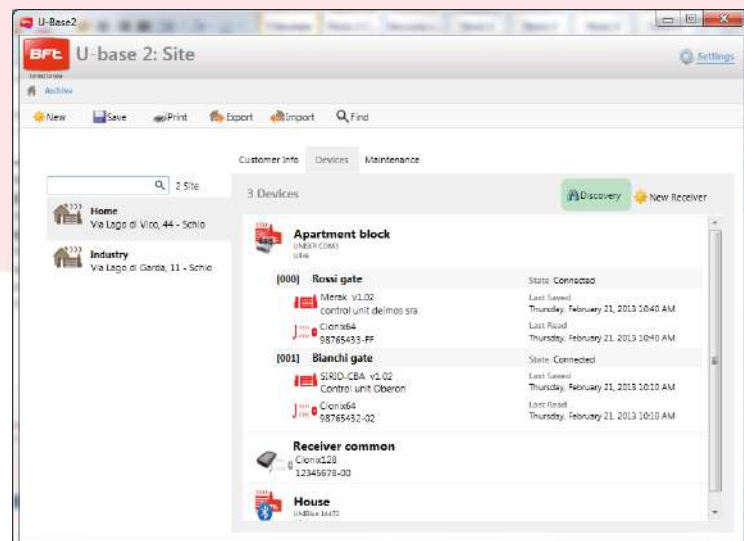 U-Base2
BFt
U-base 2: Site
Settings
Archive
New Save Print Export Import Find
Customer Info Devices Maintenance
2 Site
3 Devices
Discovery New Receiver
Home
Via Lago di Vico, 44 - Schio
Industry
Via Lago di Garda, 11 - Schio
Apartment block
[000] Rossi gate
State Connected
Merak v1.02
control unit deimos sra
Last Saved
Thursday, February 21, 2013 10:40 AM
Clonix64
98765433-FF
Last Read
Thursday, February 21, 2013 10:40 AM
[001] Bianchi gate
State Connected
SIRIO-CBA v1.02
Control unit Oberon
Last Saved
Thursday, February 21, 2013 10:10 AM
Clonix64
98765432-02
Last Read
Thursday, February 21, 2013 10:10 AM
Receiver common
Clonix128
12345678-00
House